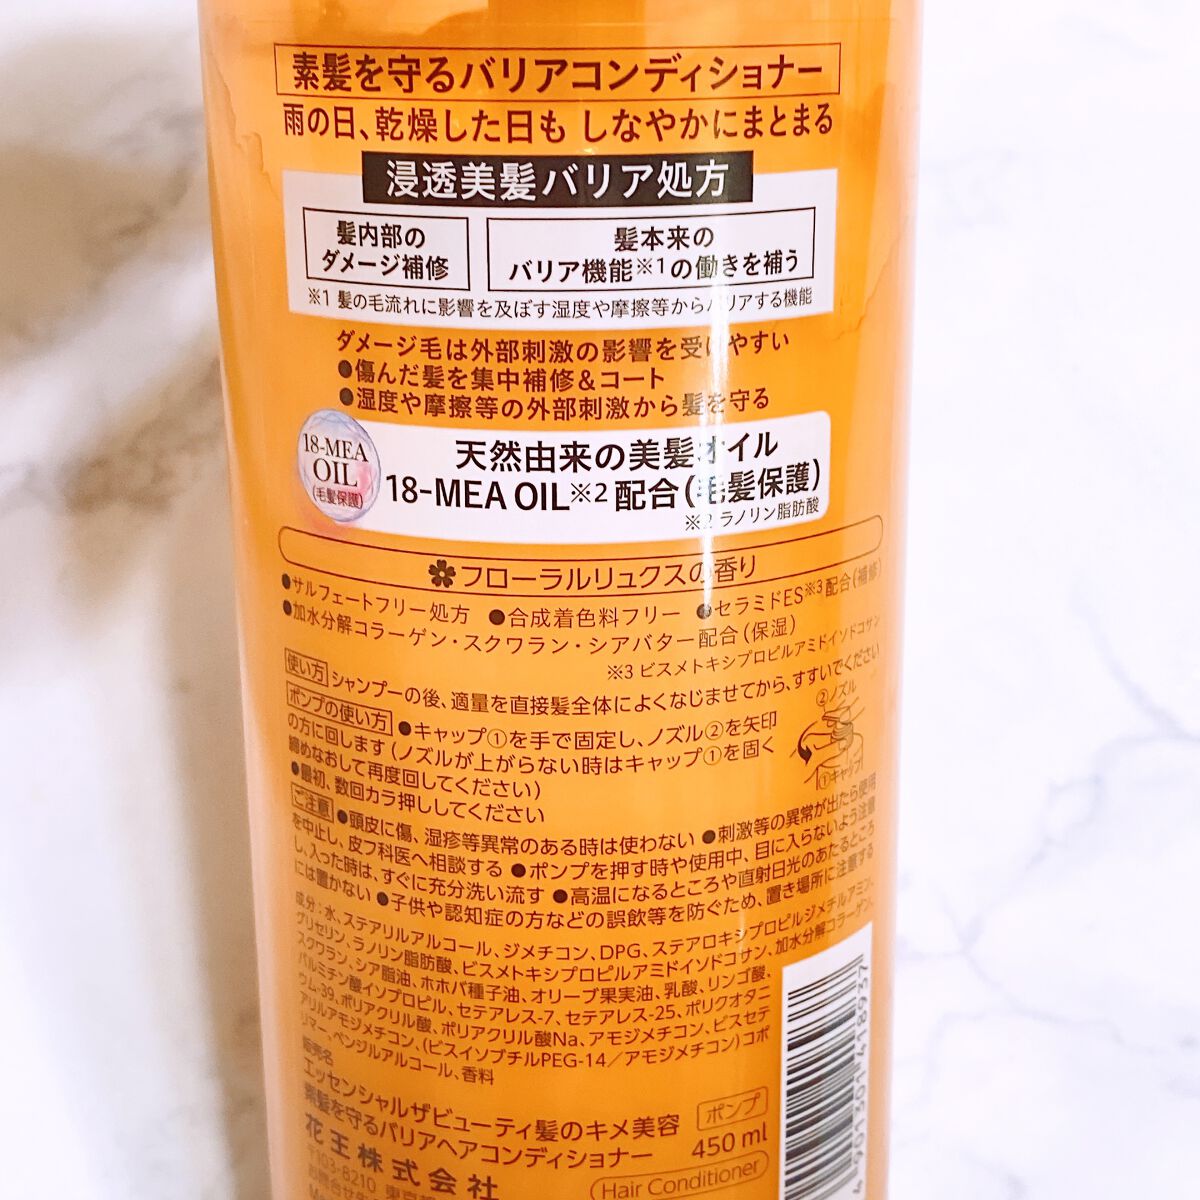 素髪を守るバリアコンディショナー
雨の日、乾燥した日も しなやかにまとまる
浸透美髪バリア処方
髪内部の
ダメージ補修
髪本来の
バリア機能※1の働きを補う
※1 髪の毛流れに影響を及ぼす湿度や摩擦等からバリアする機能
ダメージ毛は外部刺激の影響を受けやすい
●傷んだ髪を集中補修&コート
●湿度や摩擦等の外部刺激から髪を守る
18-MEA
OIL
(毛髪保護)
天然由来の美髪オイル
18-MEA OIL※2配合(毛髪保護)
※2 ラノリン脂肪酸
フローラルリュクスの香り
●サルフェートフリー処方 ●合成着色料フリー ●セラミドES※3配合(補修)
●加水分解コラーゲン・スクワラン・シアバター配合(保湿)
※3 ビスメトキシプロピルアミドイソドコサン
使い方 シャンプーの後、適量を直接髪全体によくなじませてから、すすいでください
ポンプの使い方 ●キャップ①を手で固定し、ノズル②を矢印
の方に回します(ノズルが上がらない時はキャップ①を固く
締めなおして再度回してください)
●最初、数回カラ押ししてください
②ノズル
①キャップ
ご注意 ●頭皮に傷、湿疹等異常のある時は使わない ●刺激等の異常が出たら使用
を中止し、皮フ科医へ相談する ●ポンプを押す時や使用中、目に入らないよう注意
し、入った時は、すぐに充分洗い流す ●高温になるところや直射日光のあたるところ
には置かない ●子供や認知症の方などの誤飲等を防ぐため、置き場所に注意する
成分:水、ステアリルアルコール、ジメチコン、DPG、ステアロキシプロピルジメチルアミン、
グリセリン、ラノリン脂肪酸、ビスメトキシプロピルアミドイソドコサン、加水分解コラーゲン、
スクワラン、シア脂油、ホホバ種子油、オリーブ果実油、乳酸、リンゴ酸、
パルミチン酸イソプロピル、セテアレス-7、セテアレス-25、ポリクオタニ
ウム-39、ポリアクリル酸、ポリアクリル酸Na、アモジメチコン、ビスセテ
アリルアモジメチコン、(ビスイソブチルPEG-14/アモジメチコン)コポ
リマー、ベンジルアルコール、香料
販売名
エッセンシャルザビューティ髪のキメ美容
素髪を守るバリアヘアコンディショナー
ポンプ
450 ml
花王株式会社
Hair Conditioner
〒103-8210 東京都
4 901301 418937